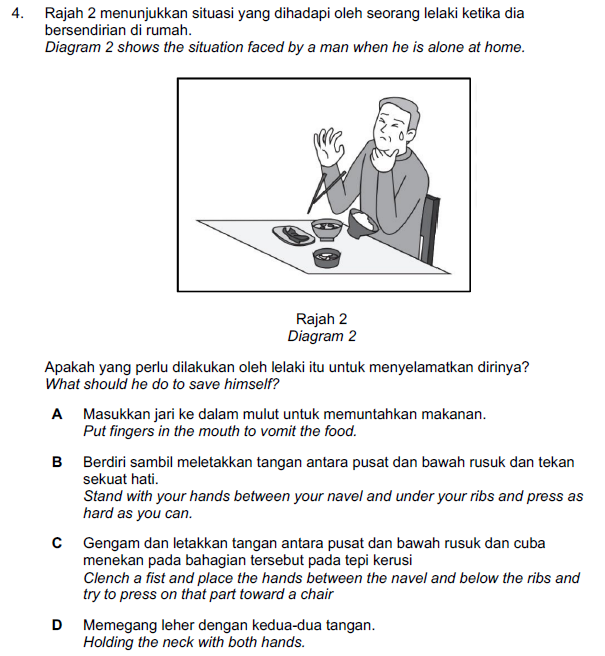 4. Rajah 2 menunjukkan situasi yang dihadapi oleh seorang lelaki ketika dia
bersendirian di rumah.
Diagram 2 shows the situation faced by a man when he is alone at home.
Rajah 2
Diagram 2
Apakah yang perlu dilakukan oleh lelaki itu untuk menyelamatkan dirinya?
What should he do to save himself?
A Masukkan jari ke dalam mulut untuk memuntahkan makanan.
Put fingers in the mouth to vomit the food.
B Berdiri sambil meletakkan tangan antara pusat dan bawah rusuk dan tekan
sekuat hati.
Stand with your hands between your navel and under your ribs and press as
hard as you can.
C Gengam dan letakkan tangan antara pusat dan bawah rusuk dan cuba
menekan pada bahagian tersebut pada tepi kerusi
Clench a fist and place the hands between the navel and below the ribs and
try to press on that part toward a chair
D Memegang leher dengan kedua-dua tangan.
Holding the neck with both hands.